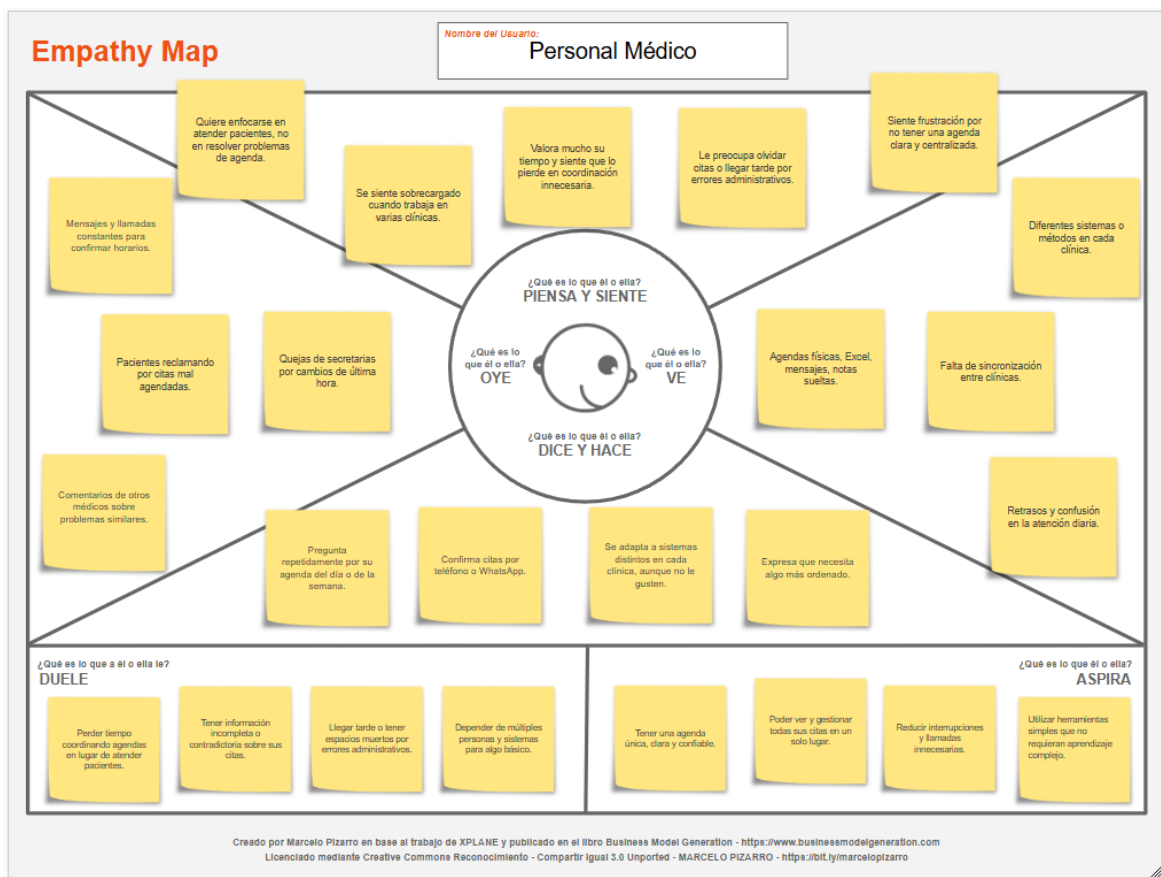 Empathy Map
Nombre del Usuario:
Personal Médico
Quiere enfocarse en
atender pacientes, no
en resolver problemas
de agenda.
Se siente sobrecargado
cuando trabaja en
varias clínicas.
Valora mucho su
tiempo y siente que lo
pierde en coordinación
innecesaria.
Le preocupa olvidar
citas o llegar tarde por
errores administrativos.
Siente frustración por
no tener una agenda
clara y centralizada.
Mensajes y llamadas
constantes para
confirmar horarios.
Diferentes sistemas o
métodos en cada
clínica.
¿Qué es lo que él o ella?
PIENSA Y SIENTE
Pacientes reclamando
por citas mal
agendadas.
Quejas de secretarias
por cambios de última
hora.
¿Qué es lo
que él o ella?
OYE
¿Qué es lo
que él o ella?
VE
Agendas físicas, Excel,
mensajes, notas
sueltas.
Falta de sincronización
entre clínicas.
¿Qué es lo que él o ella?
DICE Y HACE
Comentarios de otros
médicos sobre
problemas similares.
Retrasos y confusión
en la atención diaria.
Pregunta
repetidamente por su
agenda del día o de la
semana.
Confirma citas por
teléfono o WhatsApp.
Se adapta a sistemas
distintos en cada
clínica, aunque no le
gusten.
Expresa que necesita
algo más ordenado.
¿Qué es lo que a él o ella le?
DUELE
Perder tiempo
coordinando agendas
en lugar de atender
pacientes.
Tener información
incompleta o
contradictoria sobre sus
citas.
Llegar tarde o tener
espacios muertos por
errores administrativos.
Depender de múltiples
personas y sistemas
para algo básico.
¿Qué es lo que él o ella?
ASPIRA
Tener una agenda
única, clara y confiable.
Poder ver y gestionar
todas sus citas en un
solo lugar.
Reducir interrupciones
y llamadas
innecesarias.
Utilizar herramientas
simples que no
requieran aprendizaje
complejo.
Creado por Marcelo Pizarro en base al trabajo de XPLANE y publicado en el libro Business Model Generation - https://www.businessmodelgeneration.com
Licenciado mediante Creative Commons Reconocimiento - Compartir Igual 3.0 Unported - MARCELO PIZARRO - https://bit.ly/marcelopizarro